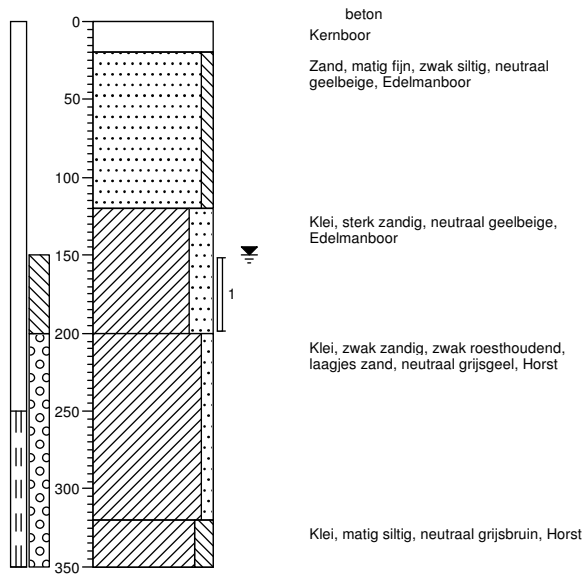 beton
0
Kernboor
Zand, matig fijn, zwak siltig, neutraal
geelbeige, Edelmanboor
50
100
Klei, sterk zandig, neutraal geelbeige,
Edelmanboor
150
1
200
Klei, zwak zandig, zwak roesthoudend,
laagjes zand, neutraal grijsgeel, Horst
250
300
Klei, matig siltig, neutraal grijsbruin, Horst
350